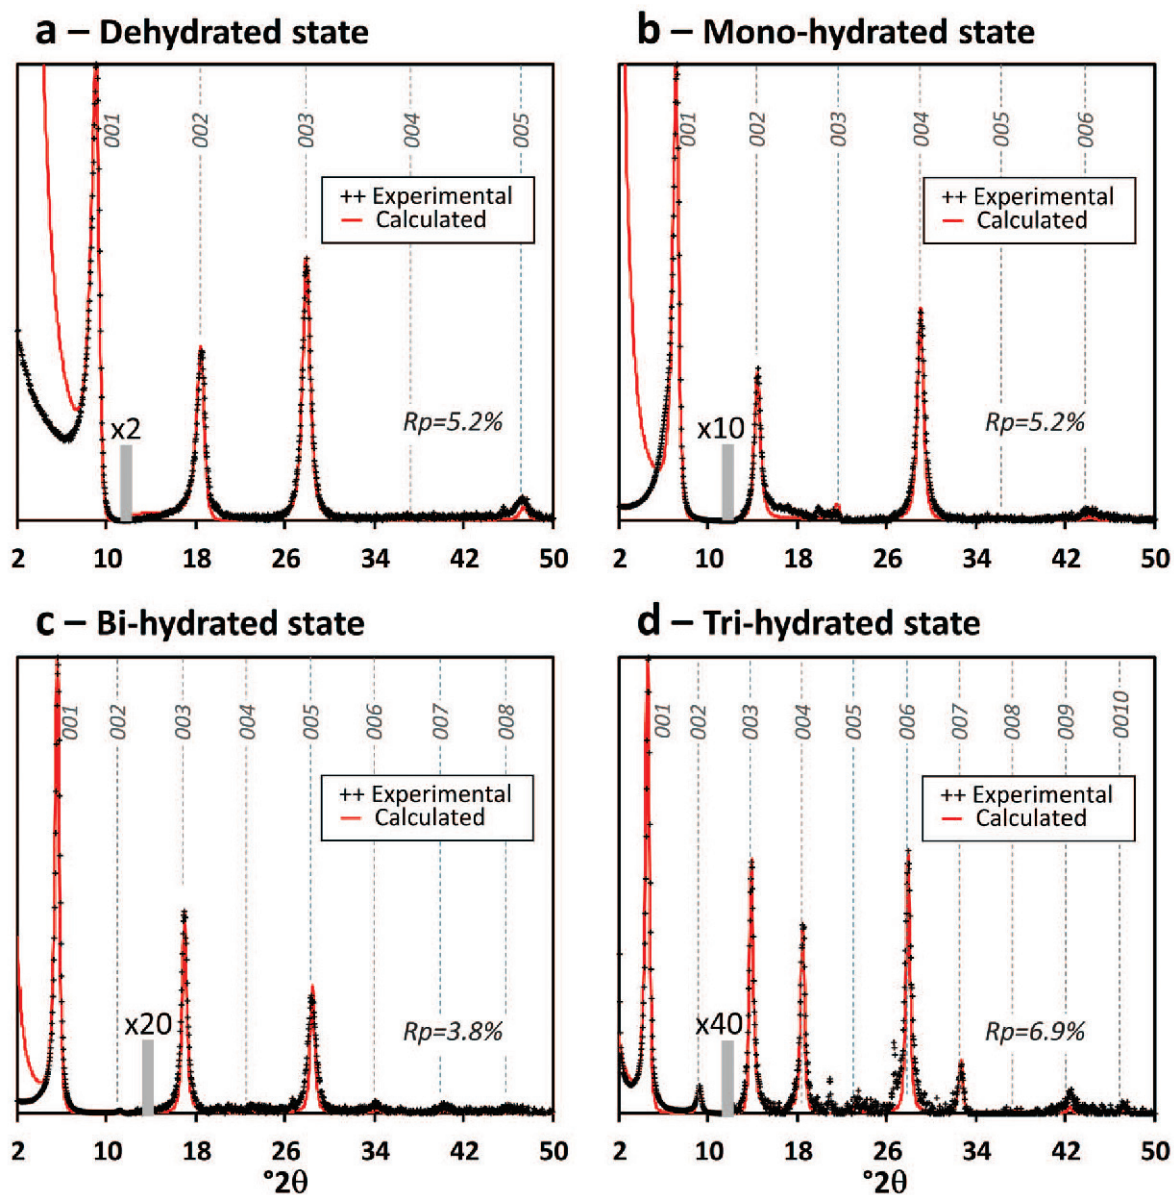 a – Dehydrated state
001
002
003
004
005
++ Experimental
Calculated
x2
Rp=5.2%
2 10 18 26 34 42 50
b – Mono-hydrated state
001
002
003
004
005
006
++ Experimental
Calculated
x10
Rp=5.2%
2 10 18 26 34 42 50
c – Bi-hydrated state
001
002
003
004
005
006
007
008
++ Experimental
Calculated
x20
Rp=3.8%
2 10 18 26 34 42 50
°2θ
d – Tri-hydrated state
001
002
003
004
005
006
007
008
009
0010
++ Experimental
Calculated
x40
Rp=6.9%
2 10 18 26 34 42 50
°2θ